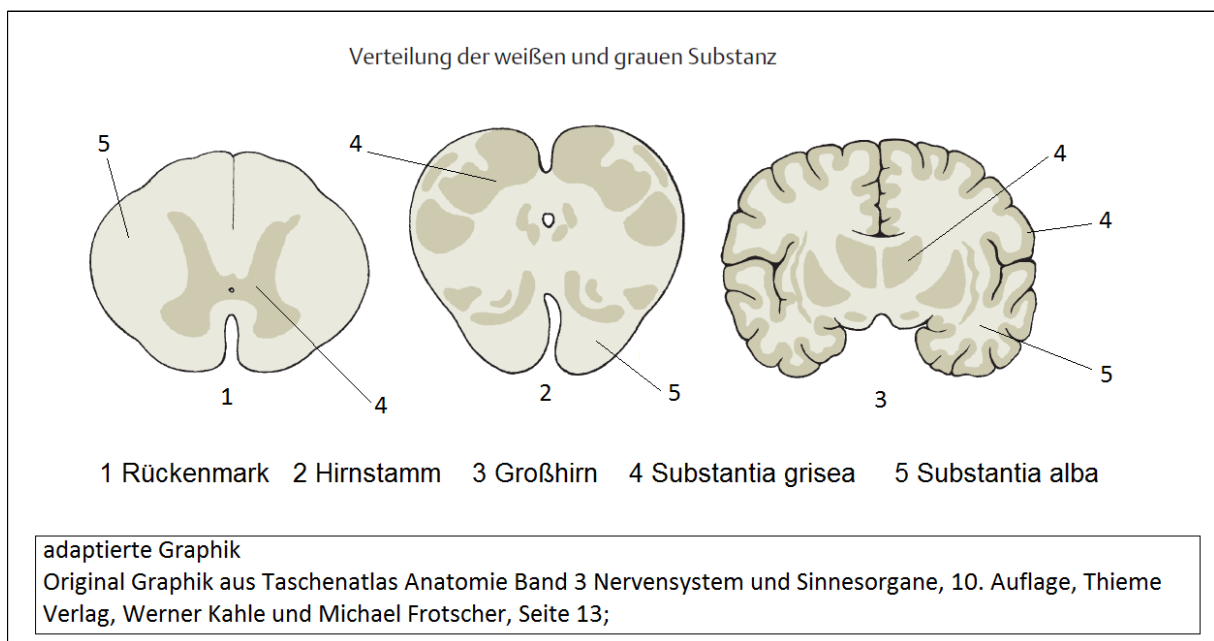 Verteilung der weißen und grauen Substanz
5
4
4
4
4
5
5
1
2
3
1 Rückenmark 2 Hirnstamm 3 Großhirn 4 Substantia grisea 5 Substantia alba
adaptierte Graphik
Original Graphik aus Taschenatlas Anatomie Band 3 Nervensystem und Sinnesorgane, 10. Auflage, Thieme
Verlag, Werner Kahle und Michael Frotscher, Seite 13;